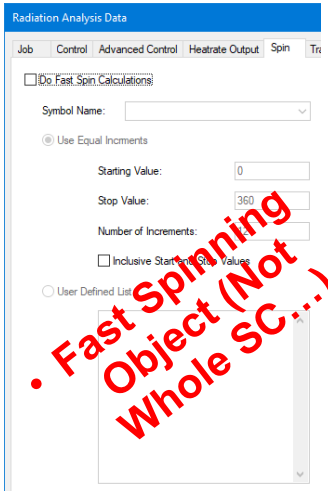 Radiation Analysis Data
Job Control Advanced Control Heatrate Output Spin Tra
Do Fast Spin Calculations
Symbol Name:
Use Equal Incrments
Starting Value: 0
Stop Value: 360
Number of Increments: 12
Inclusive Start and Stop Values
User Defined List
• Fast Spinning
Object (Not
Whole SC…)